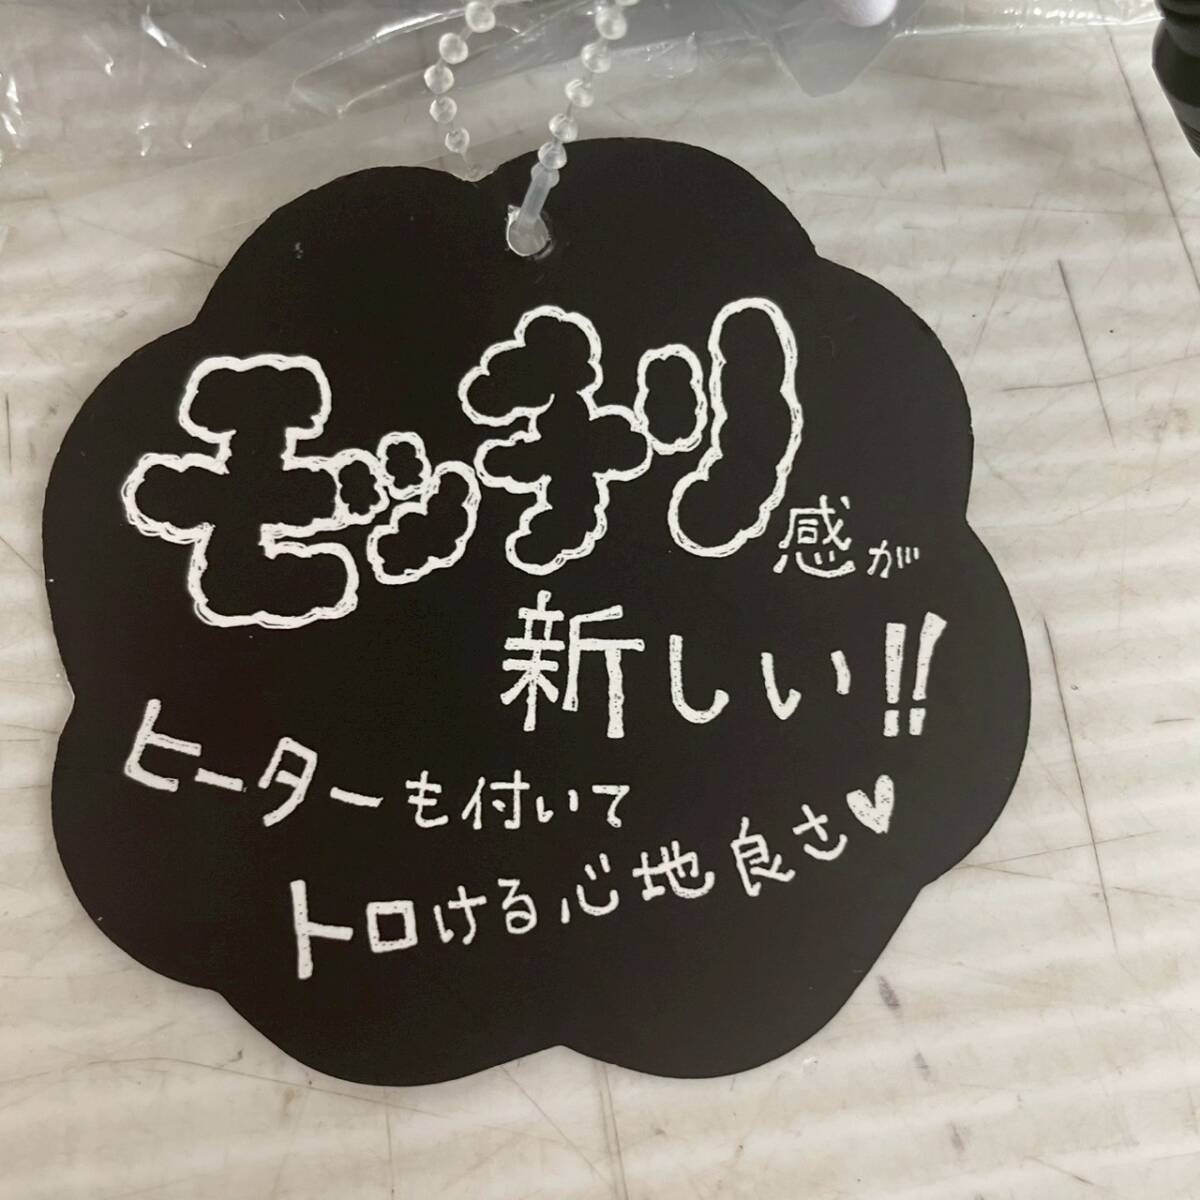 モッチリ感が
新しい!!
ヒーターも付いて
トロける心地良さ♥